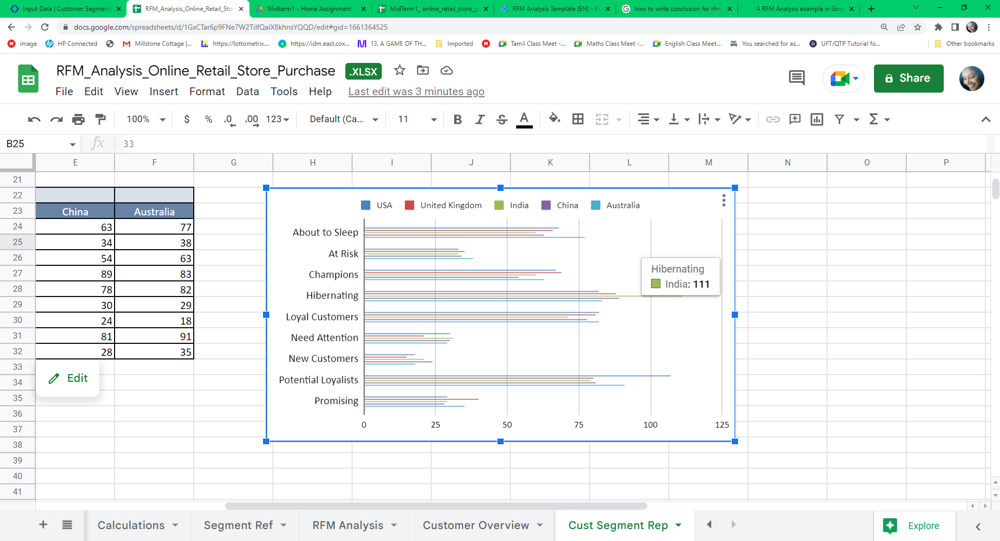 Input Data | Customer Segmenta
RFM_Analysis_Online_Retail_Stor
Midterm1 - Home Assignment -
MidTerm1_ online_retail_store_p
RFM Analysis Template (EN) - Pu
how to write conclusion for rfm
A RFM Analysis example in Goo
docs.google.com/spreadsheets/d/1GxCTar6p9FNe7W2TiIfQaiX8khnsYQQD/edit#gid=1661364525
image
HP Connected
Millstone Cottage |...
https://lottometrix....
https://idm.east.cox...
13. A GAME OF TH...
Imported
Tamil Class Meet -...
Maths Class Meet -...
English Class Meet...
You searched for as...
UFT/QTP Tutorial fo...
Other bookmarks
RFM_Analysis_Online_Retail_Store_Purchase
.XLSX
Share
File Edit View Insert Format Data Tools Help Last edit was 3 minutes ago
100% $ % .0 .00 123 Default (Ca... 11 B I S A
B25 fx 33
E F G H I J K L M N O P
21
22
23 China Australia
24 63 77
25 34 38
26 54 63
27 89 83
28 78 82
29 30 29
30 24 18
31 81 91
32 28 35
33
34
35
36
37
38
39
40
41
Edit
USA United Kingdom India China Australia
About to Sleep
At Risk
Champions
Hibernating
Loyal Customers
Need Attention
New Customers
Potential Loyalists
Promising
0 25 50 75 100 125
Hibernating
India: 111
Calculations Segment Ref RFM Analysis Customer Overview Cust Segment Rep
Explore